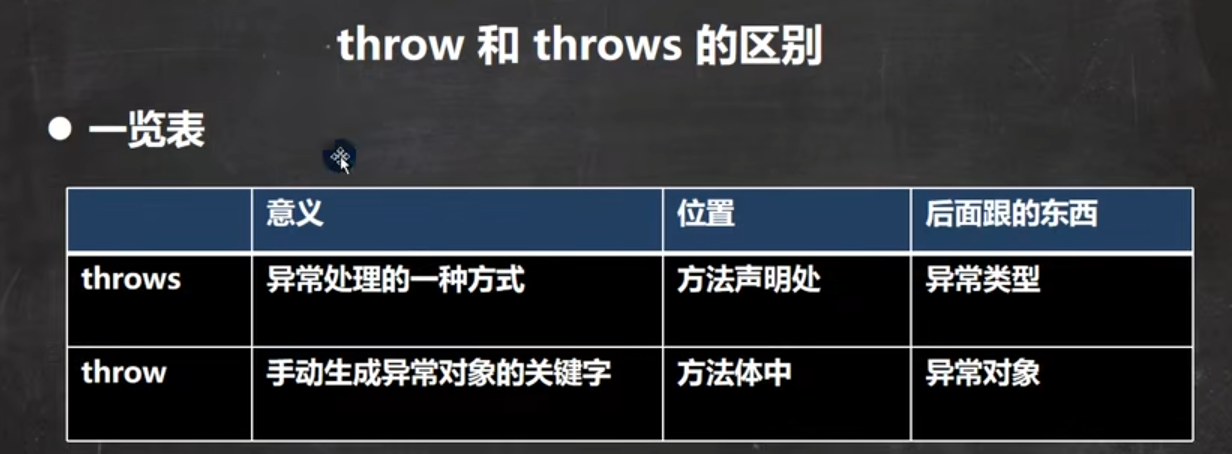 throw 和 throws 的区别
● 一览表
意义 位置 后面跟的东西
throws 异常处理的一种方式 方法声明处 异常类型
throw 手动生成异常对象的关键字 方法体中 异常对象